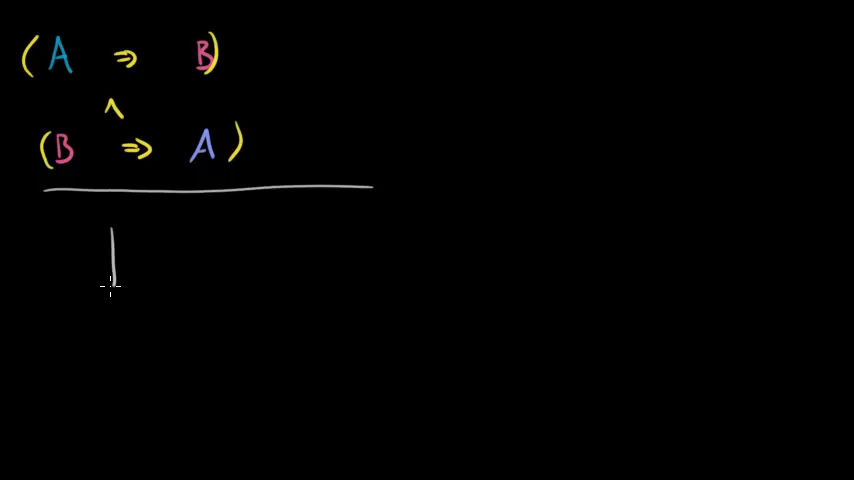 (A ⇒ B)
∧
(B ⇒ A)